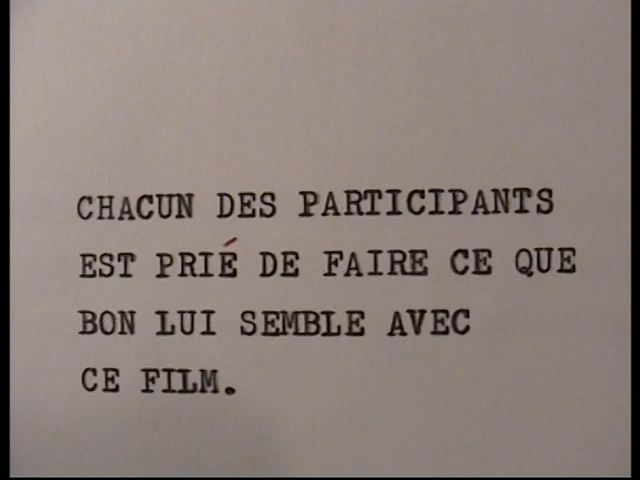 CHACUN DES PARTICIPANTS
EST PRIÉ DE FAIRE CE QUE
BON LUI SEMBLE AVEC
CE FILM.